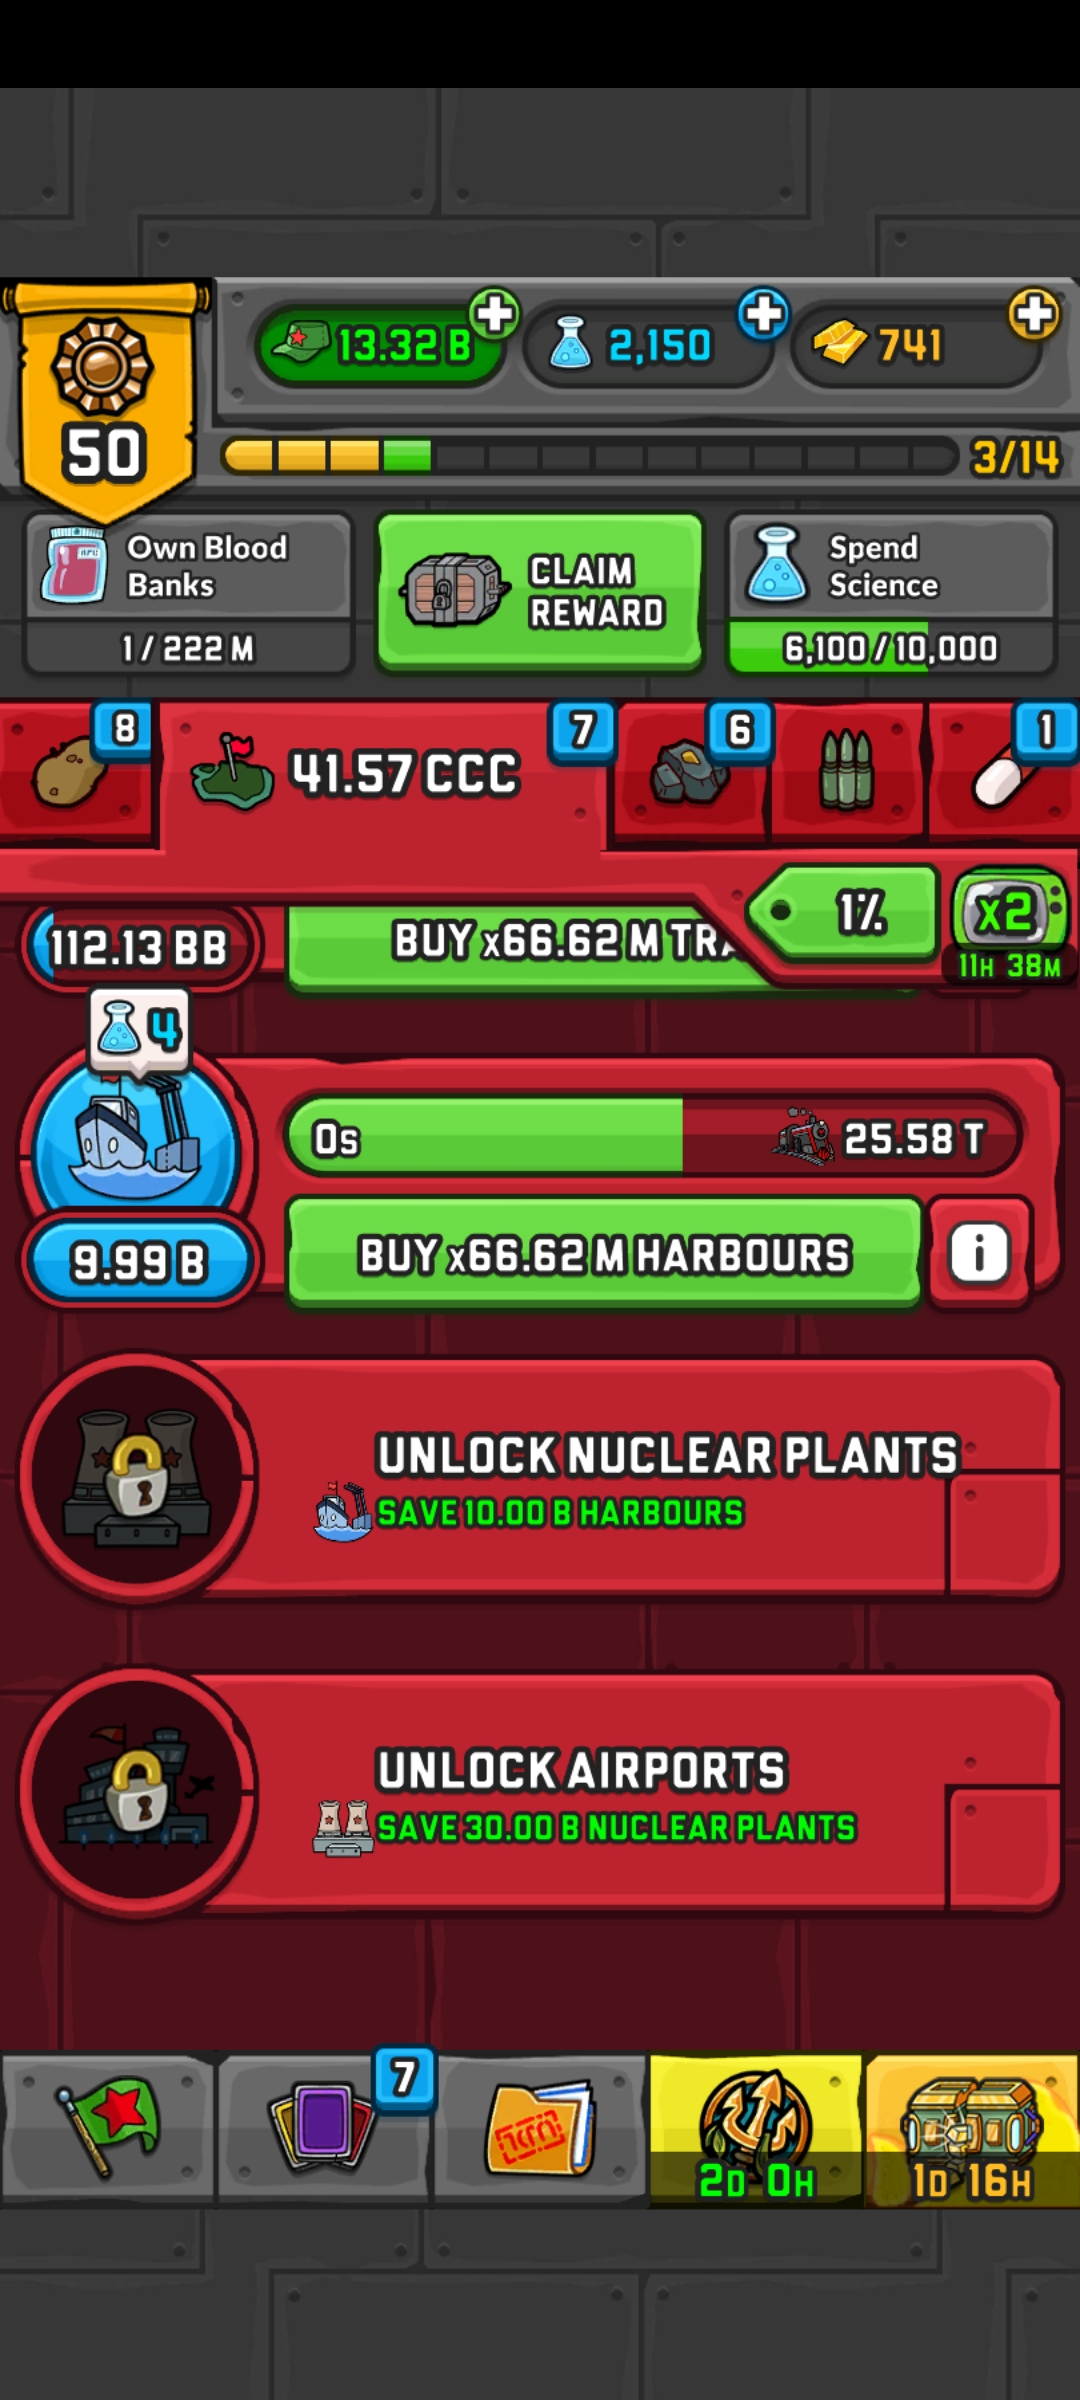 13.32 B
2,150
741
50
3/14
Own Blood
Banks
1 / 222 M
CLAIM
REWARD
Spend
Science
6,100 / 10,000
8
41.57 CCC
7
6
1
1%
x2
11H 38M
112.13 BB
BUY x66.62 M TRA
4
0s
25.58 T
9.99 B
BUY x66.62 M HARBOURS
i
UNLOCK NUCLEAR PLANTS
SAVE 10.00 B HARBOURS
UNLOCK AIRPORTS
SAVE 30.00 B NUCLEAR PLANTS
7
2D 0H
1D 16H